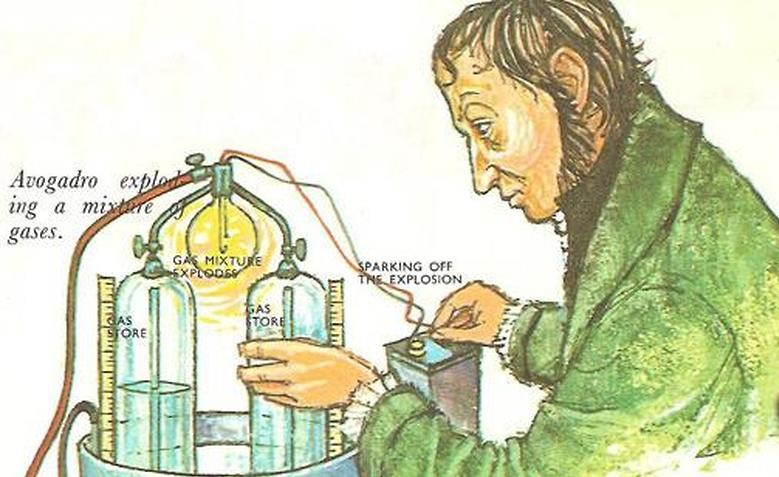 Avogadro explod-
ing a mixture of
gases.
GAS MIXTURE
EXPLODES
SPARKING OFF
THE EXPLOSION
GAS
STORE
GAS
STORE